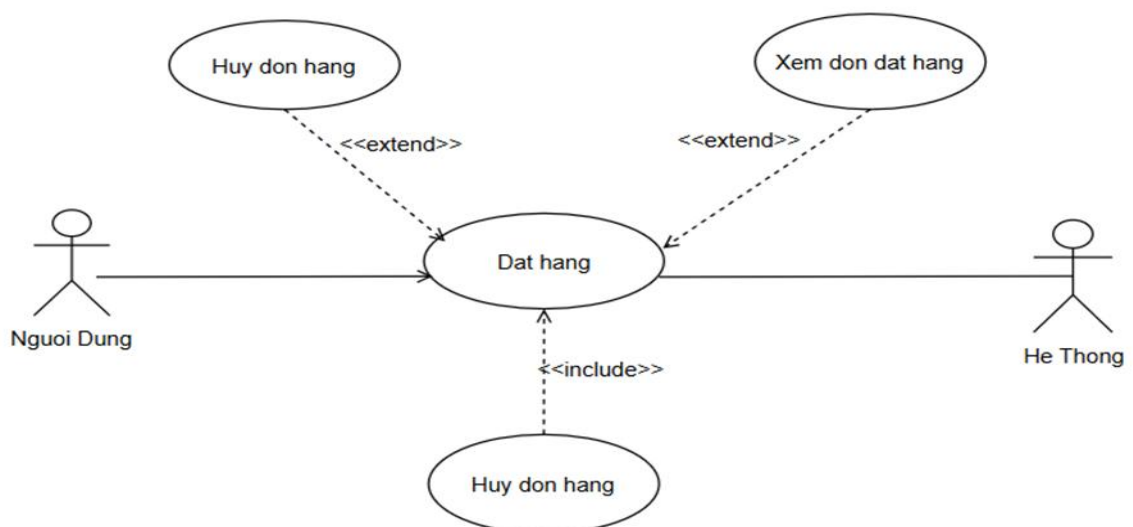 Huy don hang
Xem don dat hang
<<extend>>
<<extend>>
Dat hang
Nguoi Dung
He Thong
<<include>>
Huy don hang